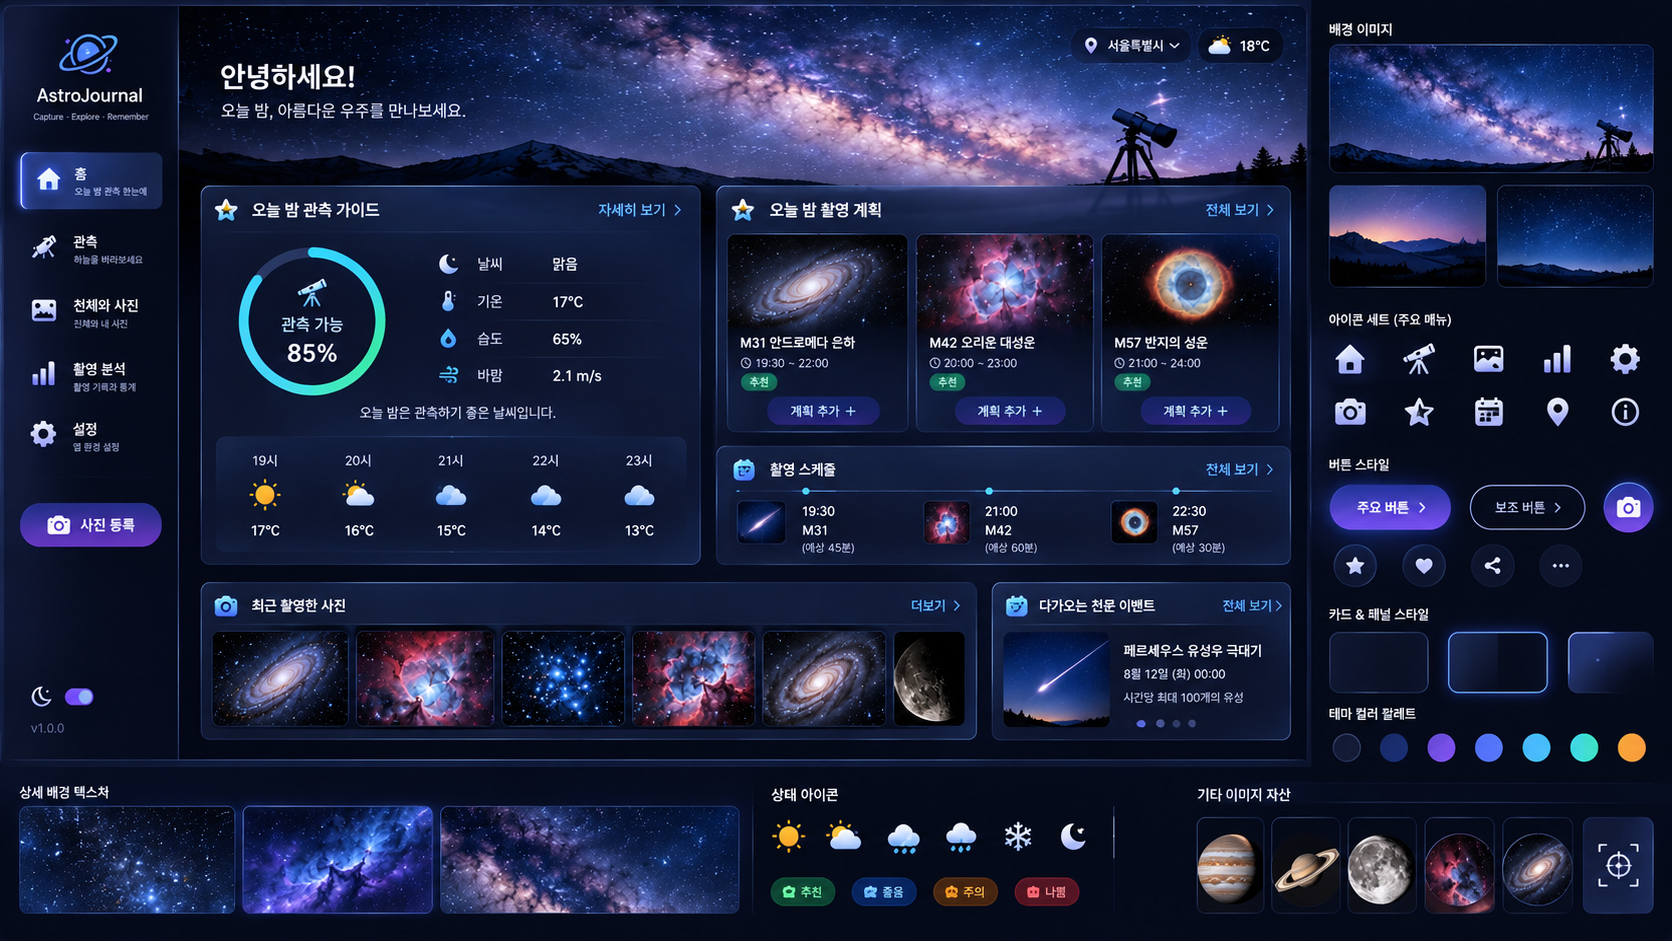 AstroJournal
Capture - Explore - Remember
홈
오늘 밤 관측 한눈에
관측
하늘을 바라보세요
천체와 사진
천체와 내 사진
촬영 분석
촬영 기록과 통계
설정
앱 환경 설정
사진 등록
v1.0.0
안녕하세요!
오늘 밤, 아름다운 우주를 만나보세요.
서울특별시
18°C
오늘 밤 관측 가이드
자세히 보기
관측 가능
85%
날씨 맑음
기온 17°C
습도 65%
바람 2.1 m/s
오늘 밤은 관측하기 좋은 날씨입니다.
19시 20시 21시 22시 23시
17°C 16°C 15°C 14°C 13°C
오늘 밤 촬영 계획
전체 보기
M31 안드로메다 은하
19:30 ~ 22:00
추천
계획 추가 +
M42 오리온 대성운
20:00 ~ 23:00
추천
계획 추가 +
M57 반지의 성운
21:00 ~ 24:00
추천
계획 추가 +
촬영 스케줄
전체 보기
19:30
M31
(예상 45분)
21:00
M42
(예상 60분)
22:30
M57
(예상 30분)
최근 촬영한 사진
더보기
다가오는 천문 이벤트
전체 보기
페르세우스 유성우 극대기
8월 12일 (화) 00:00
시간당 최대 100개의 유성
배경 이미지
아이콘 세트 (주요 메뉴)
버튼 스타일
주요 버튼
보조 버튼
카드 & 패널 스타일
테마 컬러 팔레트
상세 배경 텍스처
상태 아이콘
추천
좋음
주의
나쁨
기타 이미지 자산